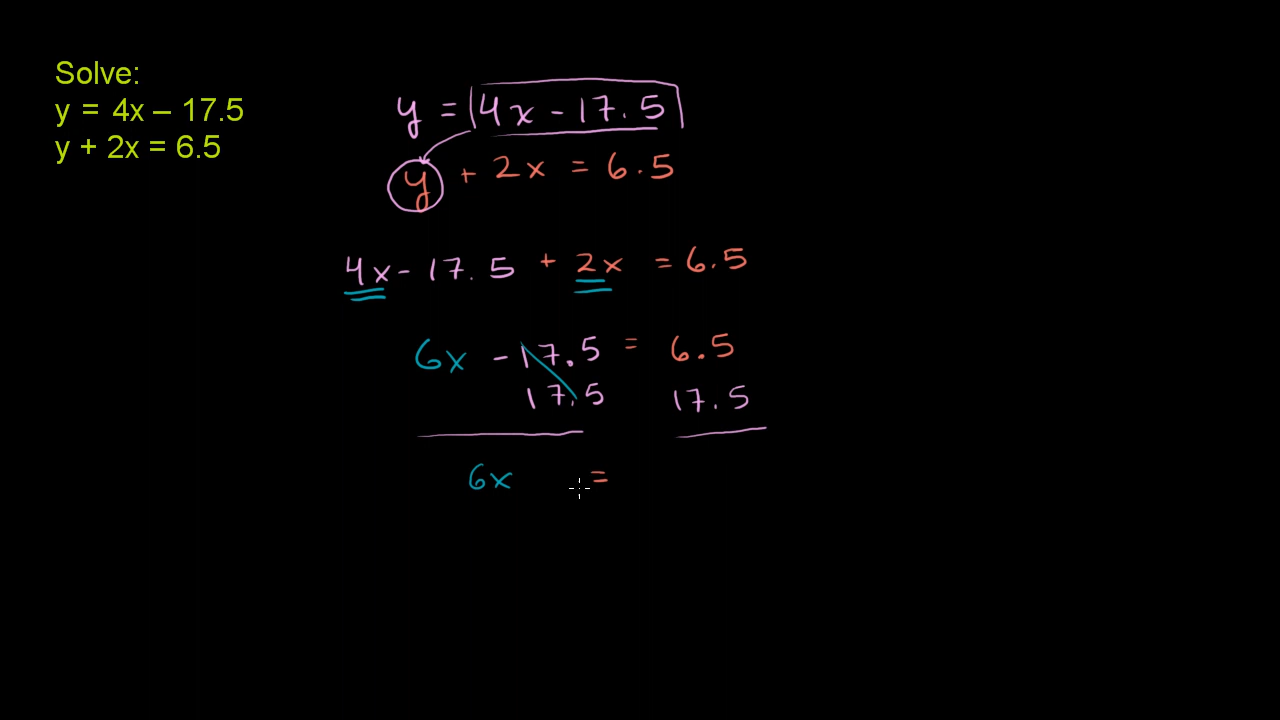 Solve:
y = 4x – 17.5
y + 2x = 6.5
y = 4x - 17.5
y + 2x = 6.5
4x - 17.5 + 2x = 6.5
6x - 17.5 = 6.5
17.5 17.5
6x =